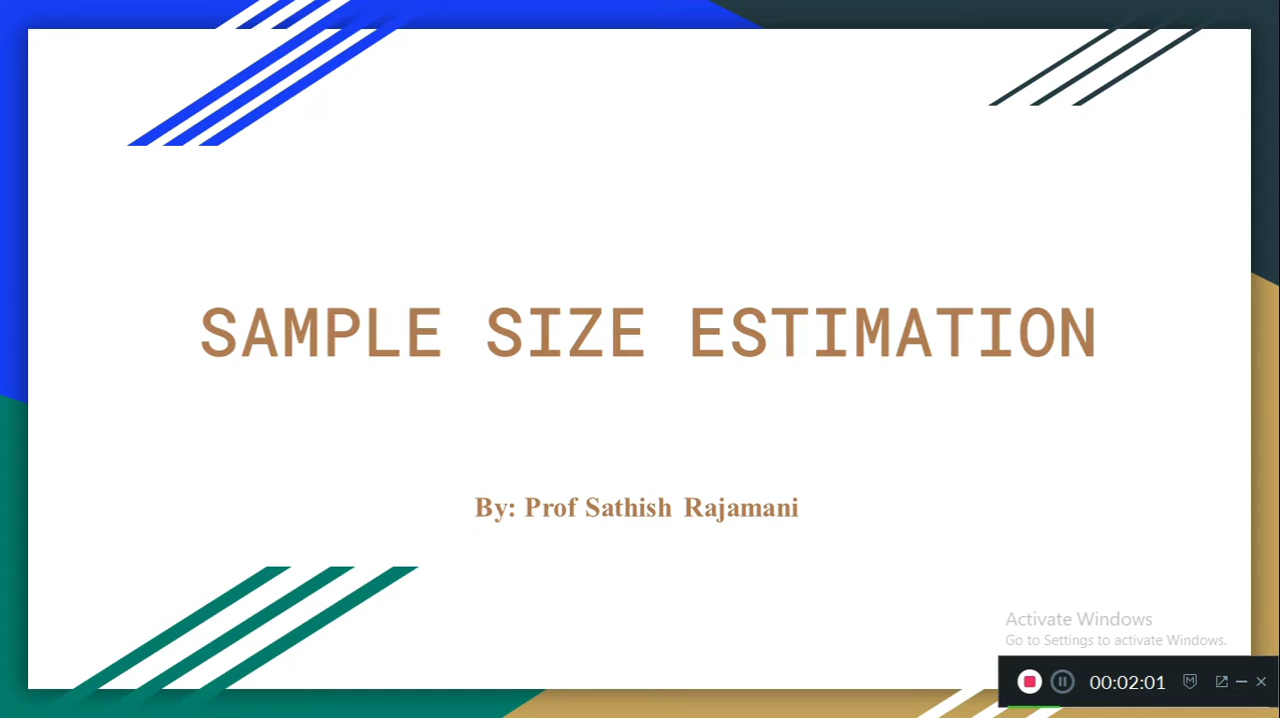 SAMPLE SIZE ESTIMATION
By: Prof Sathish Rajamani
Activate Windows
Go to Settings to activate Windows.
00:02:01